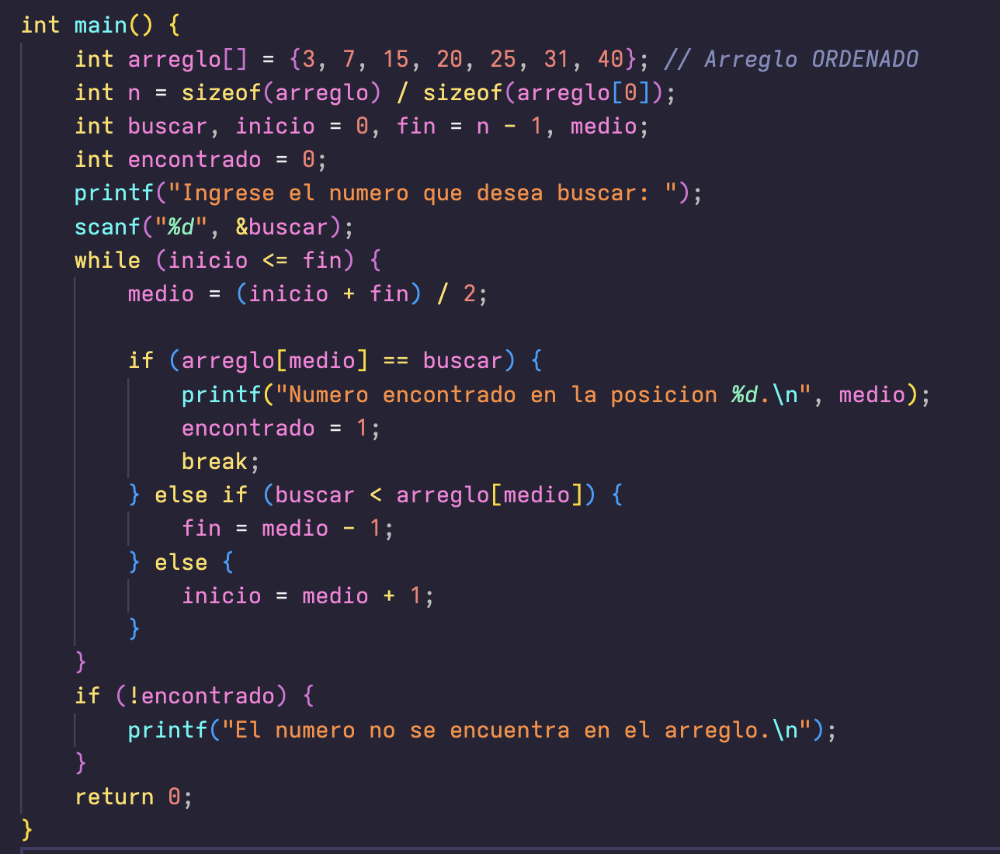 int main() {
    int arreglo[] = {3, 7, 15, 20, 25, 31, 40}; // Arreglo ORDENADO
    int n = sizeof(arreglo) / sizeof(arreglo[0]);
    int buscar, inicio = 0, fin = n - 1, medio;
    int encontrado = 0;
    printf("Ingrese el numero que desea buscar: ");
    scanf("%d", &buscar);
    while (inicio <= fin) {
        medio = (inicio + fin) / 2;

        if (arreglo[medio] == buscar) {
            printf("Numero encontrado en la posicion %d.\n", medio);
            encontrado = 1;
            break;
        } else if (buscar < arreglo[medio]) {
            fin = medio - 1;
        } else {
            inicio = medio + 1;
        }
    }
    if (!encontrado) {
        printf("El numero no se encuentra en el arreglo.\n");
    }
    return 0;
}